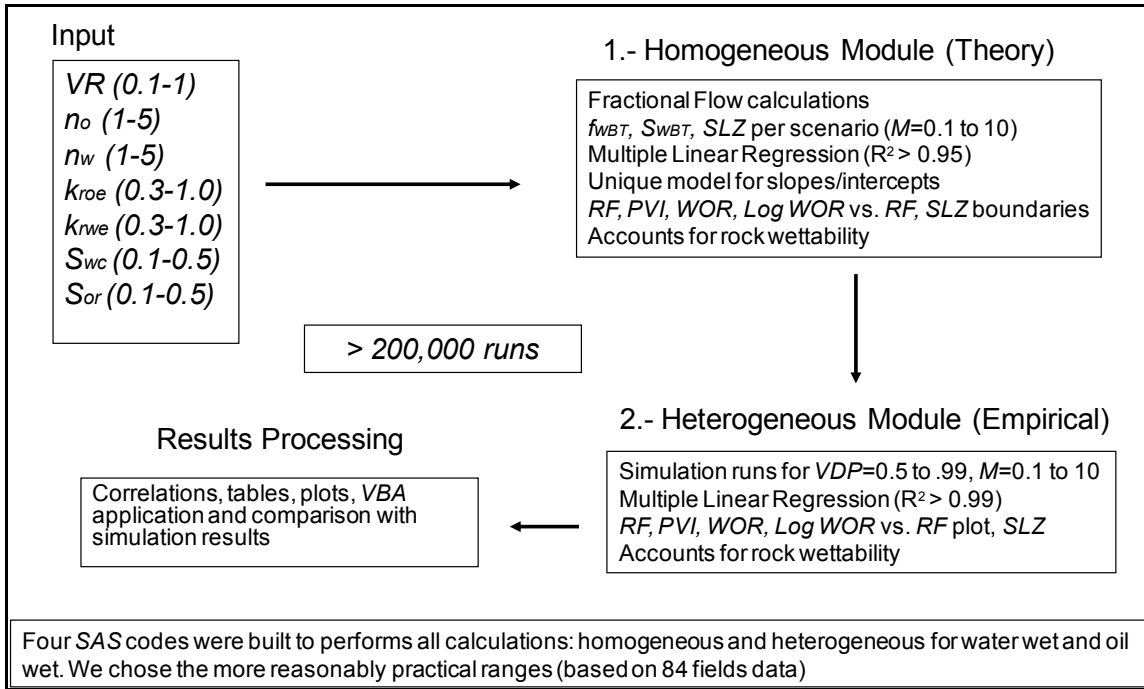 Input
VR (0.1-1)
no (1-5)
nw (1-5)
kroe (0.3-1.0)
krwe (0.3-1.0)
Swc (0.1-0.5)
Sor (0.1-0.5)
1.- Homogeneous Module (Theory)
Fractional Flow calculations
fwBT, SwBT, SLZ per scenario (M=0.1 to 10)
Multiple Linear Regression (R² > 0.95)
Unique model for slopes/intercepts
RF, PVI, WOR, Log WOR vs. RF, SLZ boundaries
Accounts for rock wettability
> 200,000 runs
2.- Heterogeneous Module (Empirical)
Simulation runs for VDP=0.5 to .99, M=0.1 to 10
Multiple Linear Regression (R² > 0.99)
RF, PVI, WOR, Log WOR vs. RF plot, SLZ
Accounts for rock wettability
Results Processing
Correlations, tables, plots, VBA
application and comparison with
simulation results
Four SAS codes were built to performs all calculations: homogeneous and heterogeneous for water wet and oil
wet. We chose the more reasonably practical ranges (based on 84 fields data)